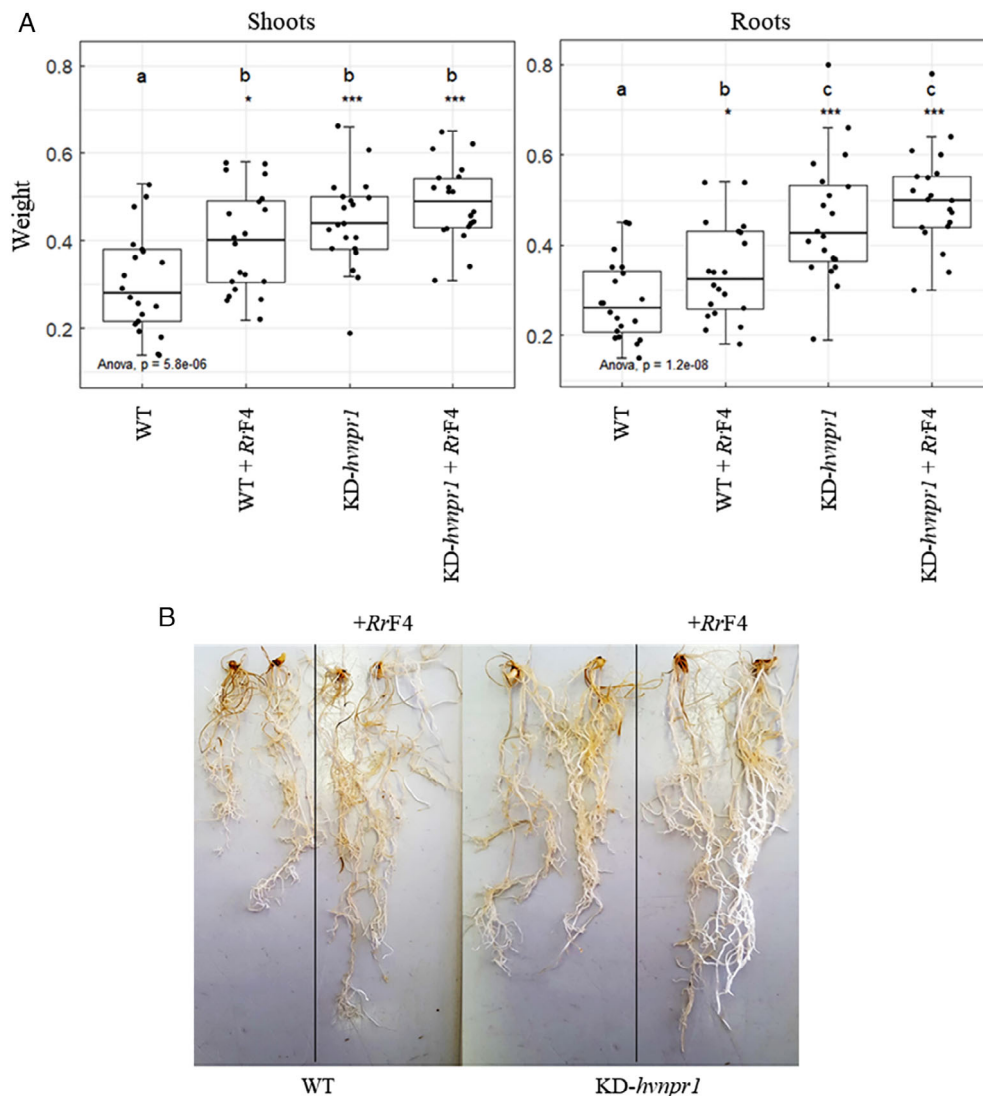 A
Shoots
Roots
Weight
0.8
0.6
0.4
0.2
a
b
b
b
*
***
***
Anova, p = 5.8e-06
WT
WT + RrF4
KD-hvnpr1
KD-hvnpr1 + RrF4
0.8
0.6
0.4
0.2
a
b
c
c
*
***
***
Anova, p = 1.2e-08
WT
WT + RrF4
KD-hvnpr1
KD-hvnpr1 + RrF4
B
+RrF4
+RrF4
WT
KD-hvnpr1